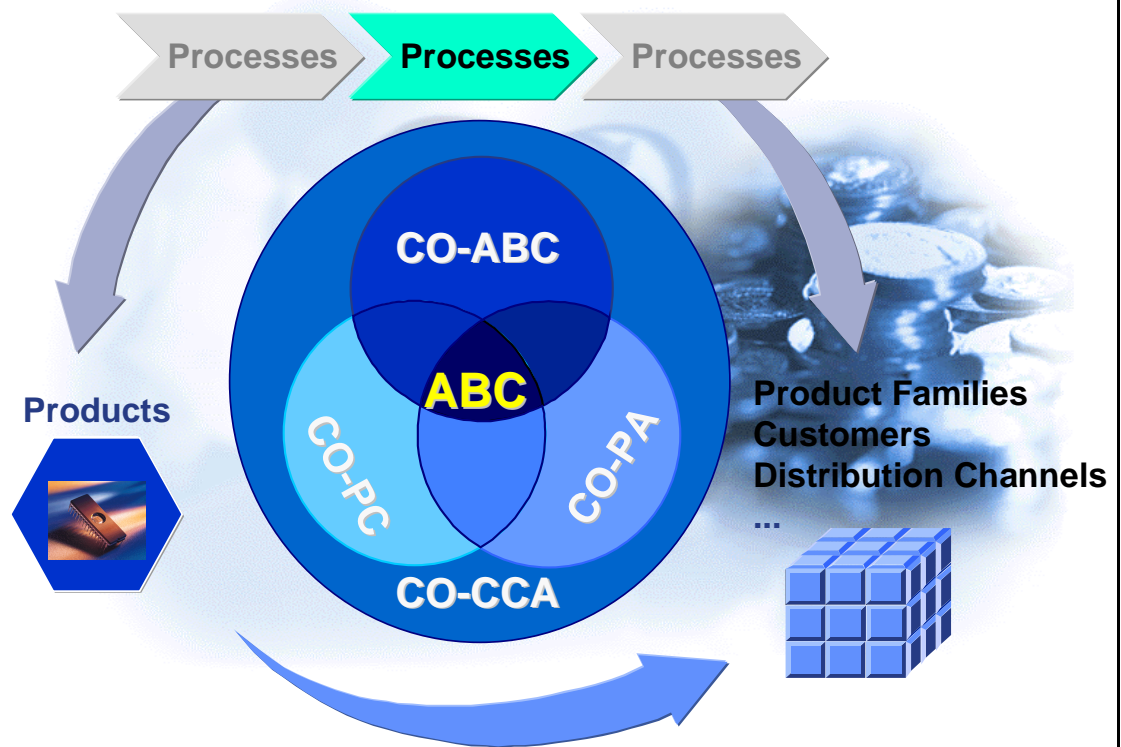 Processes
Processes
Processes
CO-ABC
ABC
CO-PC
CO-PA
CO-CCA
Products
Product Families
Customers
Distribution Channels
...